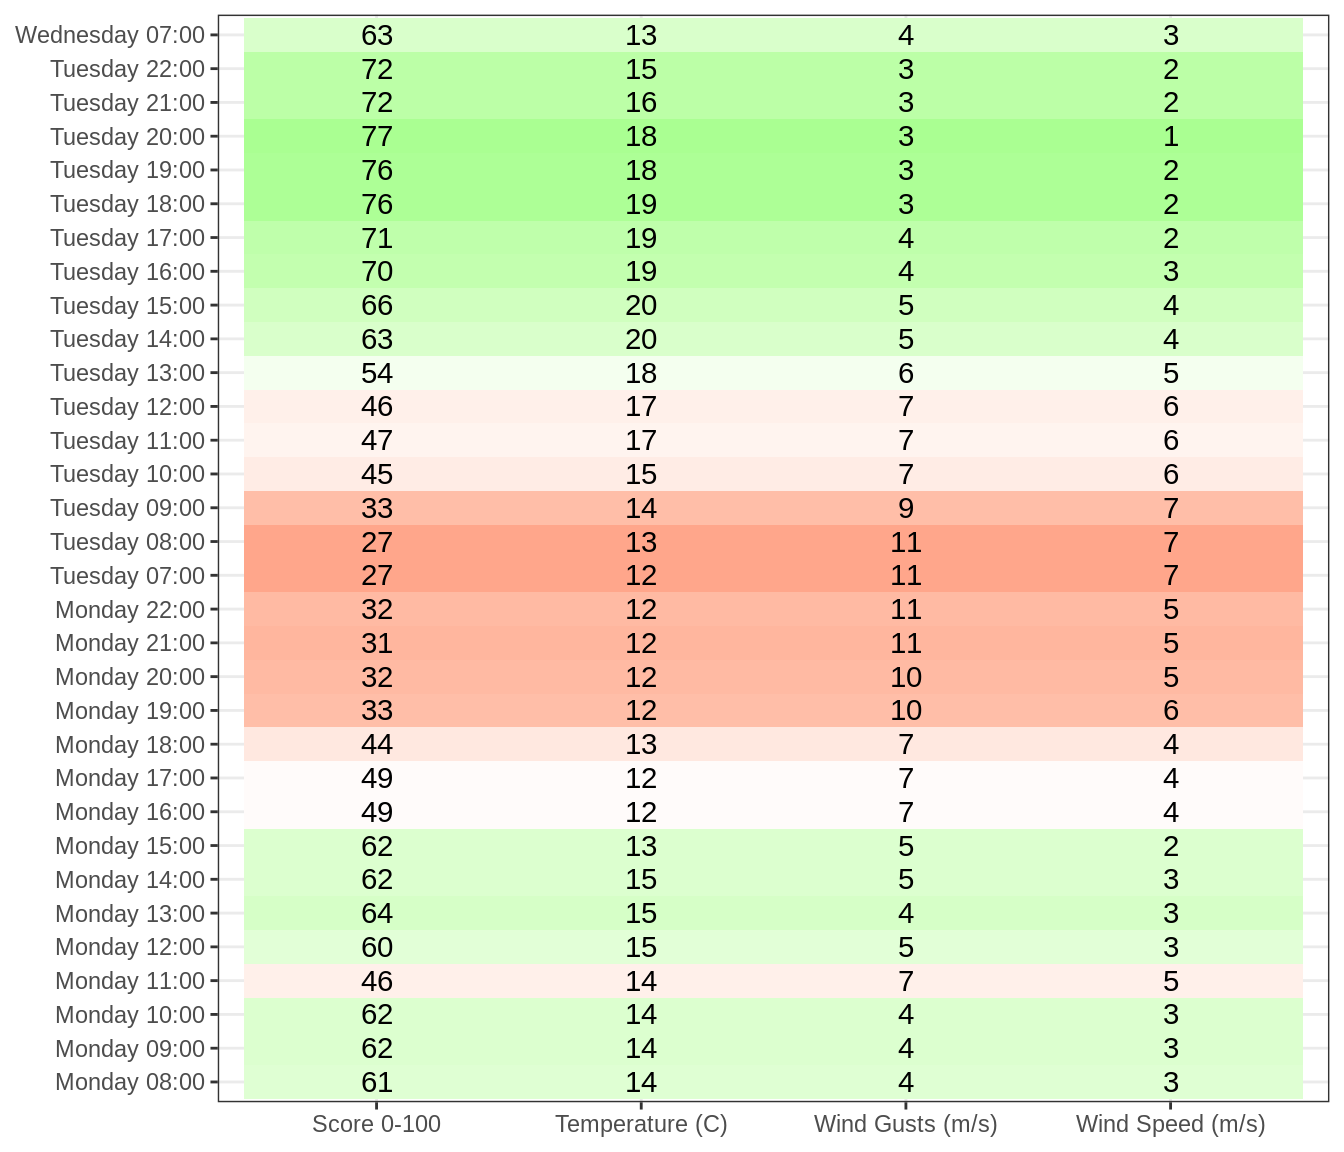 Wednesday 07:00 63 13 4 3
Tuesday 22:00 72 15 3 2
Tuesday 21:00 72 16 3 2
Tuesday 20:00 77 18 3 1
Tuesday 19:00 76 18 3 2
Tuesday 18:00 76 19 3 2
Tuesday 17:00 71 19 4 2
Tuesday 16:00 70 19 4 3
Tuesday 15:00 66 20 5 4
Tuesday 14:00 63 20 5 4
Tuesday 13:00 54 18 6 5
Tuesday 12:00 46 17 7 6
Tuesday 11:00 47 17 7 6
Tuesday 10:00 45 15 7 6
Tuesday 09:00 33 14 9 7
Tuesday 08:00 27 13 11 7
Tuesday 07:00 27 12 11 7
Monday 22:00 32 12 11 5
Monday 21:00 31 12 11 5
Monday 20:00 32 12 10 5
Monday 19:00 33 12 10 6
Monday 18:00 44 13 7 4
Monday 17:00 49 12 7 4
Monday 16:00 49 12 7 4
Monday 15:00 62 13 5 2
Monday 14:00 62 15 5 3
Monday 13:00 64 15 4 3
Monday 12:00 60 15 5 3
Monday 11:00 46 14 7 5
Monday 10:00 62 14 4 3
Monday 09:00 62 14 4 3
Monday 08:00 61 14 4 3
Score 0-100 Temperature (C) Wind Gusts (m/s) Wind Speed (m/s)